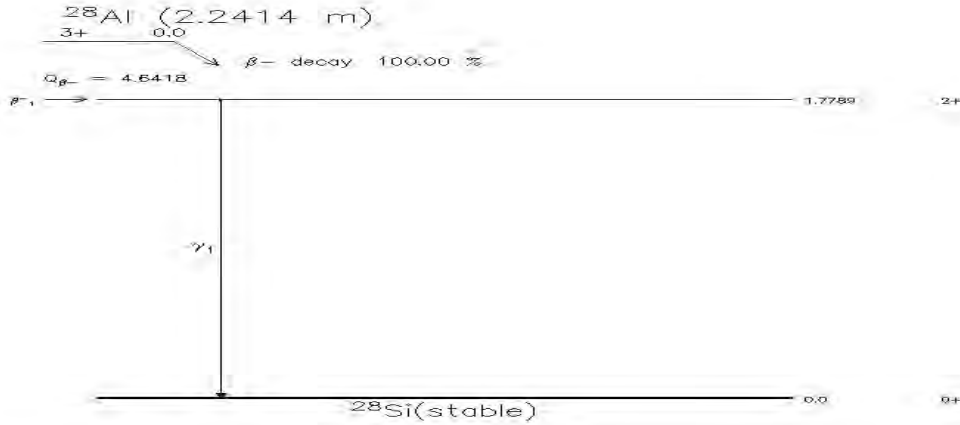 ²⁸Al (2.2414 m)
3+ 0.0
β− decay 100.00 %
Qβ− = 4.6418
β−₁ 1.7789 2+
γ₁
0.0 0+
²⁸Si(stable)